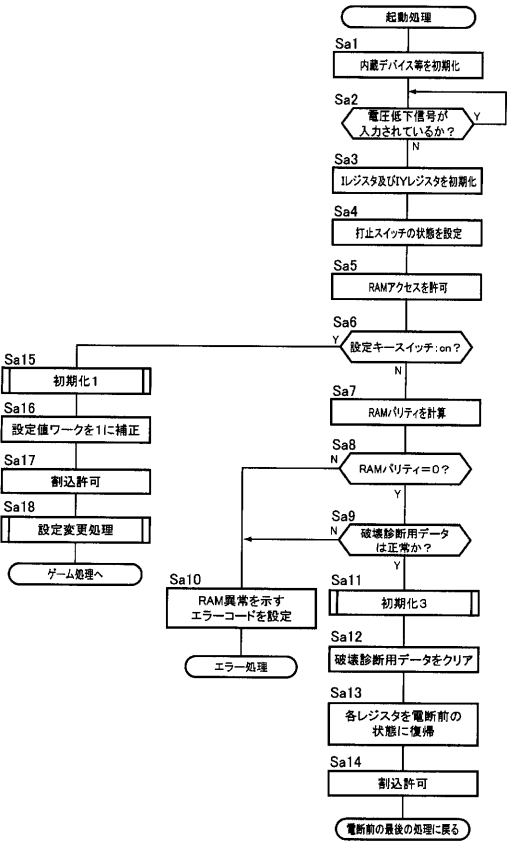 起動処理
Sa1
内蔵デバイス等を初期化
Sa2
電圧低下信号が
入力されているか?
Y
N
Sa3
Iレジスタ及びIYレジスタを初期化
Sa4
打止スイッチの状態を設定
Sa5
RAMアクセスを許可
Sa6
Y
設定キースイッチ:on?
N
Sa15
初期化1
Sa16
設定値ワークを1に補正
Sa17
割込許可
Sa18
設定変更処理
ゲーム処理へ
Sa7
RAMパリティを計算
Sa8
N
RAMパリティ=0?
Y
Sa9
N
破壊診断用データ
は正常か?
Y
Sa10
RAM異常を示す
エラーコードを設定
エラー処理
Sa11
初期化3
Sa12
破壊診断用データをクリア
Sa13
各レジスタを電断前の
状態に復帰
Sa14
割込許可
電断前の最後の処理に戻る